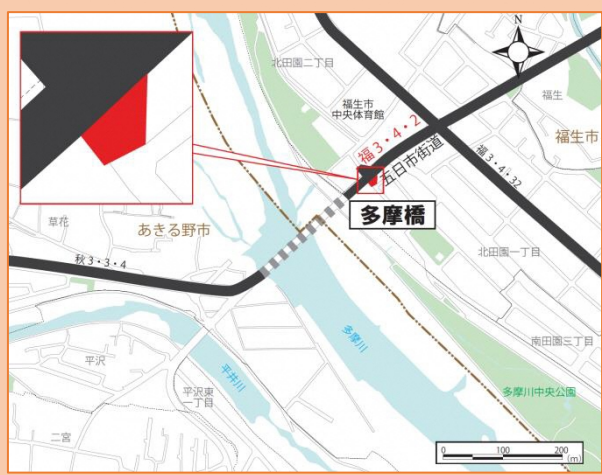 N
北田園二丁目
福生市
中央体育館
福3・4・2
五日市街道
福生
福生市
福3・4・32
多摩橋
草花
あきる野市
秋3・3・4
北田園一丁目
南田園三丁目
多摩川
平井川
平沢
平沢東
一丁目
多摩川中央公園
二宮
0 100 200
(m)